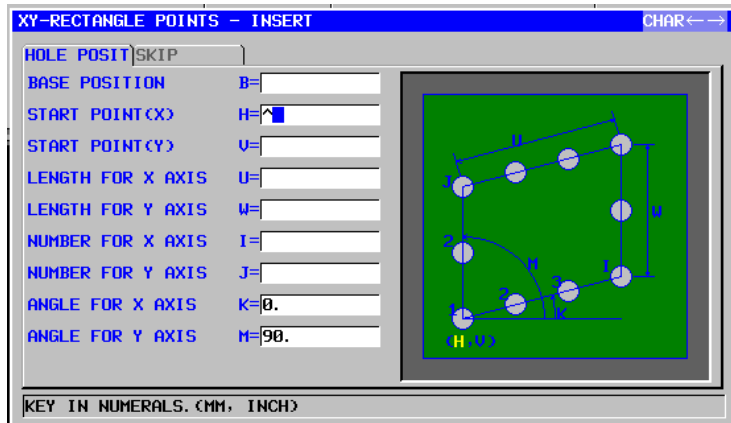 XY-RECTANGLE POINTS - INSERT CHAR←→
HOLE POSIT SKIP
BASE POSITION B=
START POINT(X) H=^
START POINT(Y) V=
LENGTH FOR X AXIS U=
LENGTH FOR Y AXIS W=
NUMBER FOR X AXIS I=
NUMBER FOR Y AXIS J=
ANGLE FOR X AXIS K=0.
ANGLE FOR Y AXIS M=90.
U
J
W
2
M
I
3
2
K
1
(H,V)
KEY IN NUMERALS.(MM, INCH)